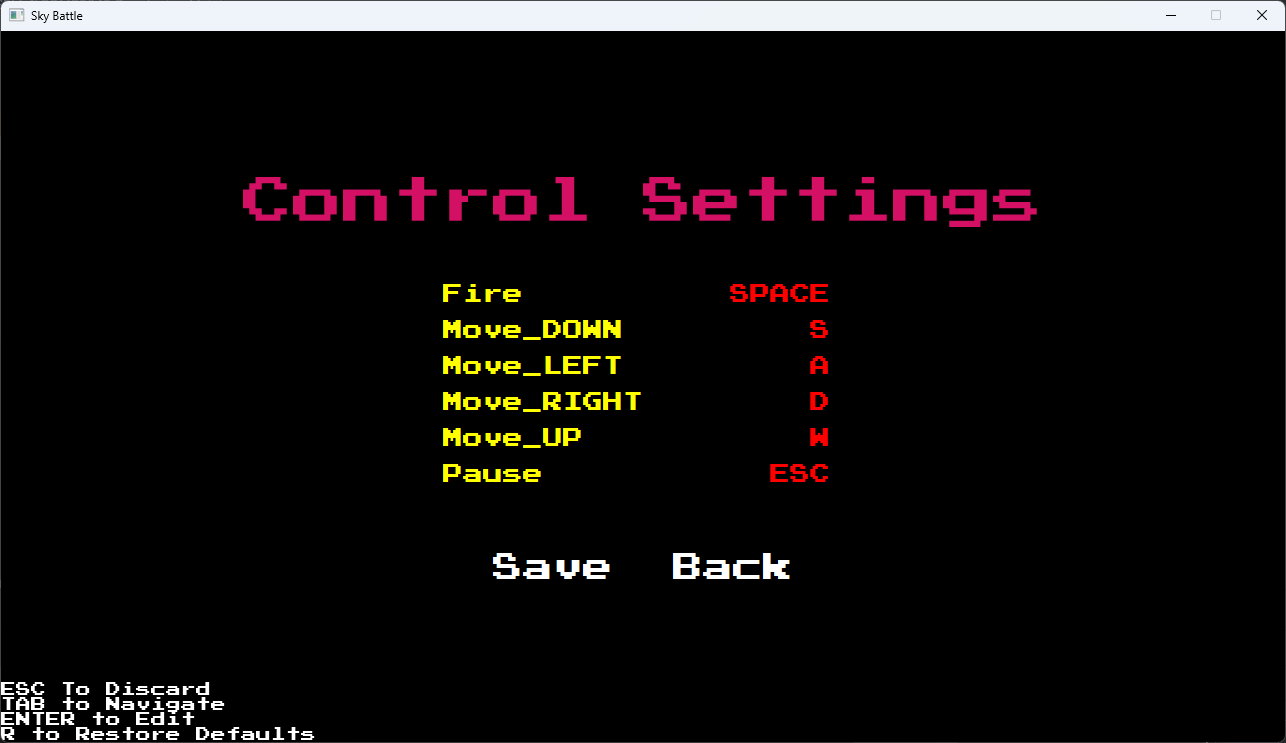 Sky Battle
Control Settings
Fire SPACE
Move_DOWN S
Move_LEFT A
Move_RIGHT D
Move_UP W
Pause ESC
Save Back
ESC To Discard
TAB to Navigate
ENTER to Edit
R to Restore Defaults